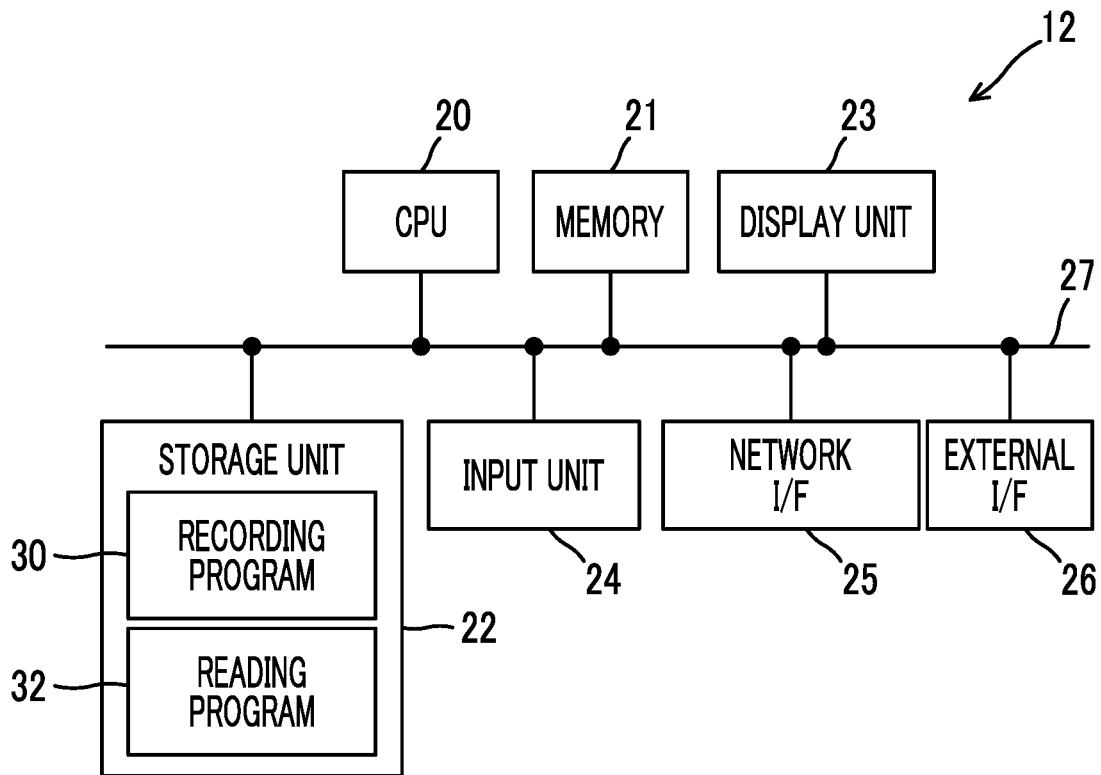 12
20
21
23
CPU
MEMORY
DISPLAY UNIT
27
STORAGE UNIT
INPUT UNIT
NETWORK
I/F
EXTERNAL
I/F
30
RECORDING
PROGRAM
24
25
26
22
32
READING
PROGRAM